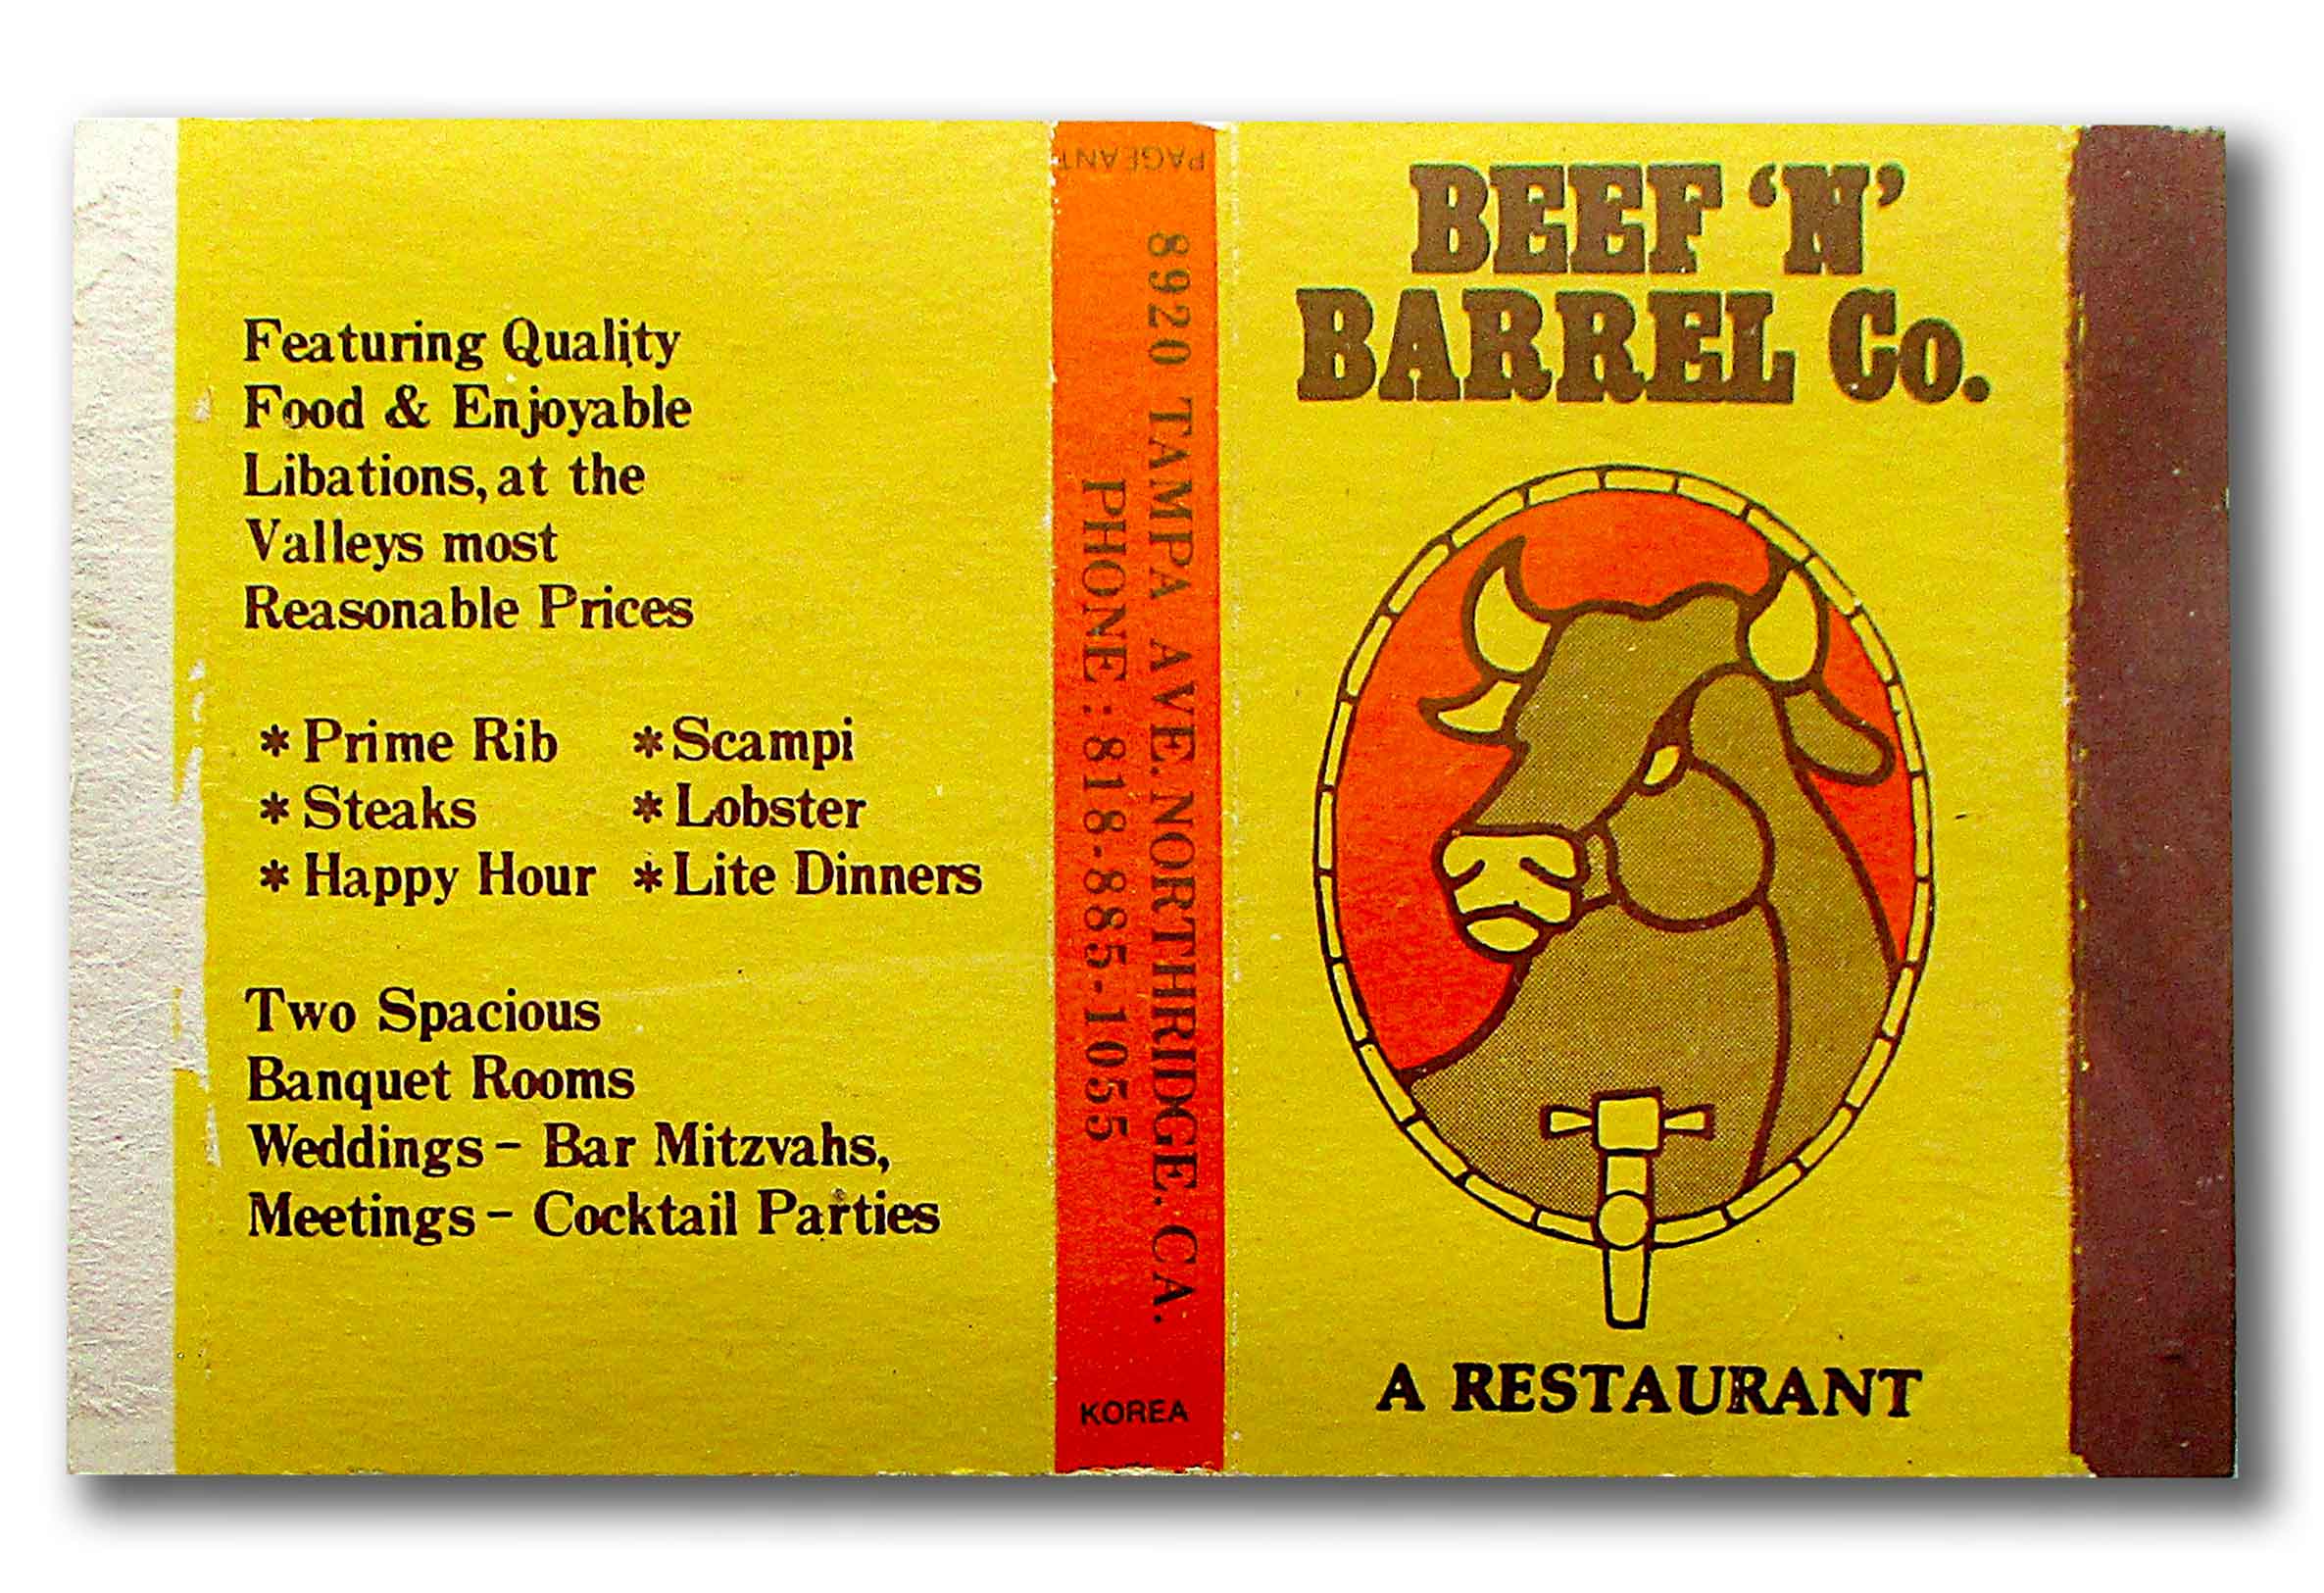 Featuring Quality
Food & Enjoyable
Libations, at the
Valleys most
Reasonable Prices
* Prime Rib * Scampi
* Steaks * Lobster
* Happy Hour * Lite Dinners
Two Spacious
Banquet Rooms
Weddings - Bar Mitzvahs,
Meetings - Cocktail Parties
PAGEANT
8920 TAMPA AVE. NORTHRIDGE. CA.
PHONE: 818-885-1055
KOREA
BEEF 'N'
BARREL Co.
A RESTAURANT